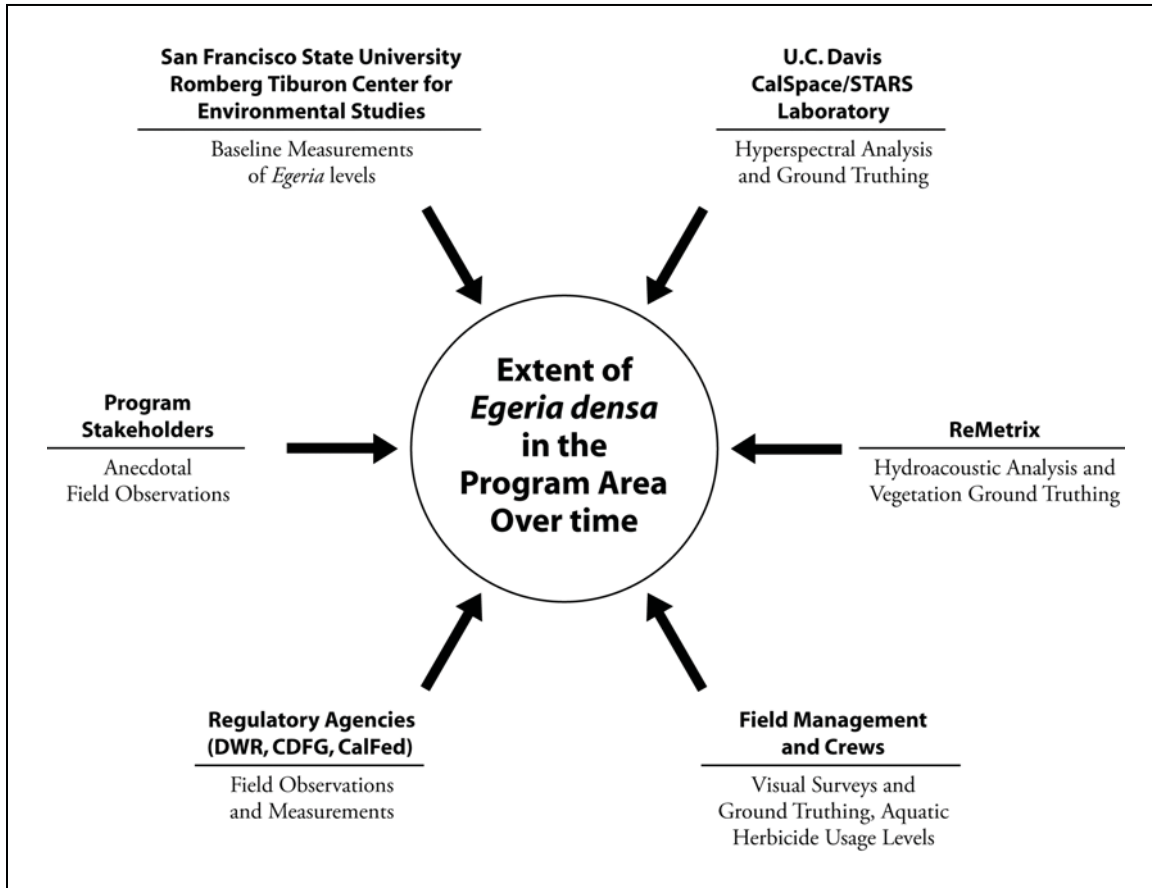 San Francisco State University
Romberg Tiburon Center for
Environmental Studies
Baseline Measurements
of Egeria levels
U.C. Davis
CalSpace/STARS
Laboratory
Hyperspectral Analysis
and Ground Truthing
Program
Stakeholders
Anecdotal
Field Observations
Extent of
Egeria densa
in the
Program Area
Over time
ReMetrix
Hydroacoustic Analysis and
Vegetation Ground Truthing
Regulatory Agencies
(DWR, CDFG, CalFed)
Field Observations
and Measurements
Field Management
and Crews
Visual Surveys and
Ground Truthing, Aquatic
Herbicide Usage Levels